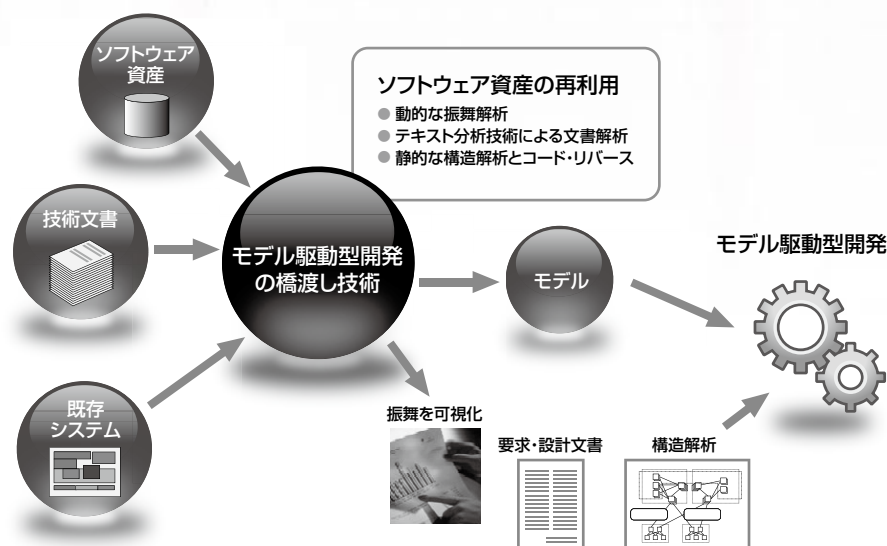 ソフトウェア
資産
ソフトウェア資産の再利用
● 動的な振舞解析
● テキスト分析技術による文書解析
● 静的な構造解析とコード・リバース
技術文書
モデル駆動型開発
の橋渡し技術
モデル
モデル駆動型開発
既存
システム
振舞を可視化
要求・設計文書
構造解析